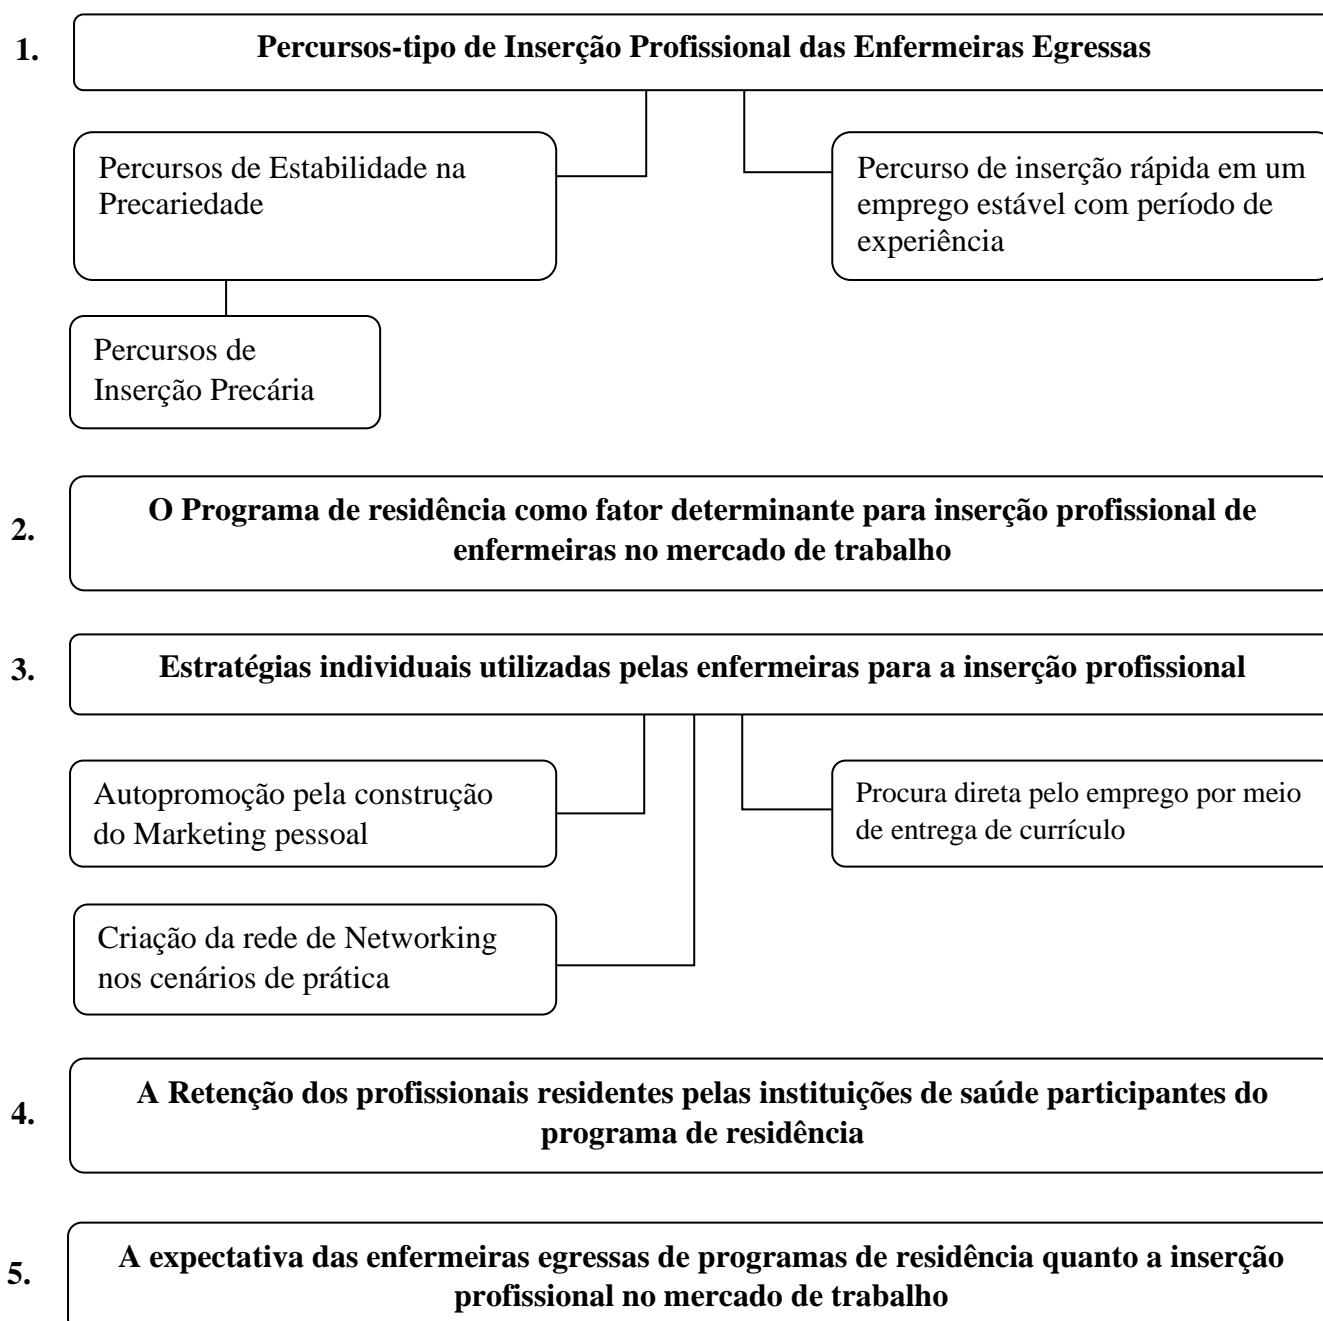 1.
Percursos-tipo de Inserção Profissional das Enfermeiras Egressas
Percursos de Estabilidade na
Precariedade
Percurso de inserção rápida em um
emprego estável com período de
experiência
Percursos de
Inserção Precária
2.
O Programa de residência como fator determinante para inserção profissional de
enfermeiras no mercado de trabalho
3.
Estratégias individuais utilizadas pelas enfermeiras para a inserção profissional
Autopromoção pela construção
do Marketing pessoal
Procura direta pelo emprego por meio
de entrega de currículo
Criação da rede de Networking
nos cenários de prática
4.
A Retenção dos profissionais residentes pelas instituições de saúde participantes do
programa de residência
5.
A expectativa das enfermeiras egressas de programas de residência quanto a inserção
profissional no mercado de trabalho